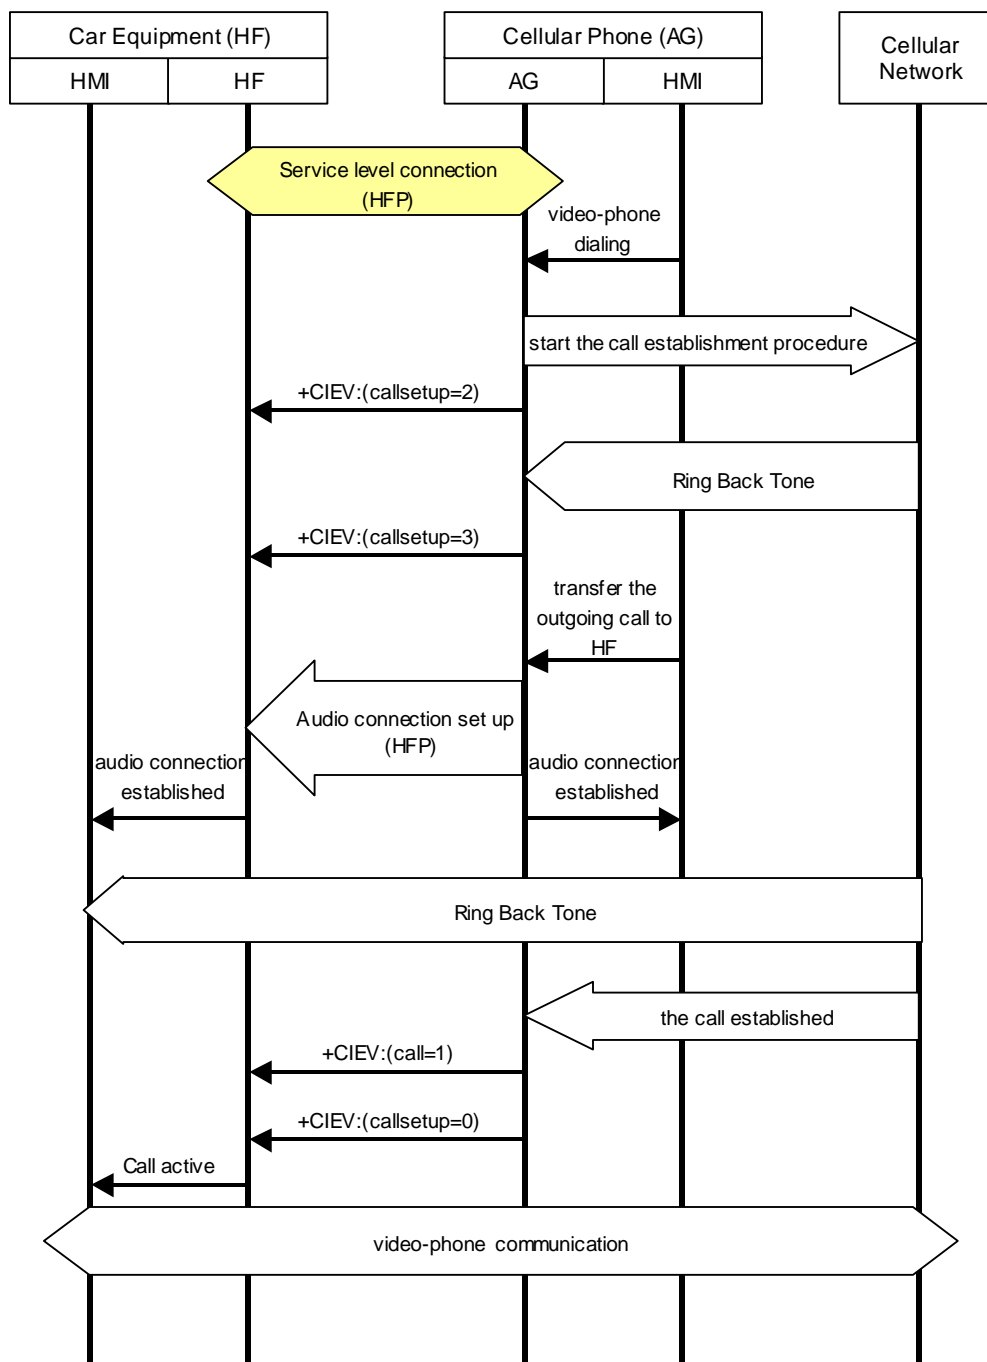 Car Equipment (HF)
Cellular Phone (AG)
Cellular
Network
HMI
HF
AG
HMI
Service level connection
(HFP)
video-phone
dialing
start the call establishment procedure
+CIEV:(callsetup=2)
Ring Back Tone
+CIEV:(callsetup=3)
transfer the
outgoing call to
HF
Audio connection set up
(HFP)
audio connection
established
audio connection
established
Ring Back Tone
the call established
+CIEV:(call=1)
+CIEV:(callsetup=0)
Call active
video-phone communication